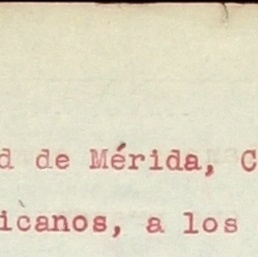 d de Mérida, C
icanos, a los